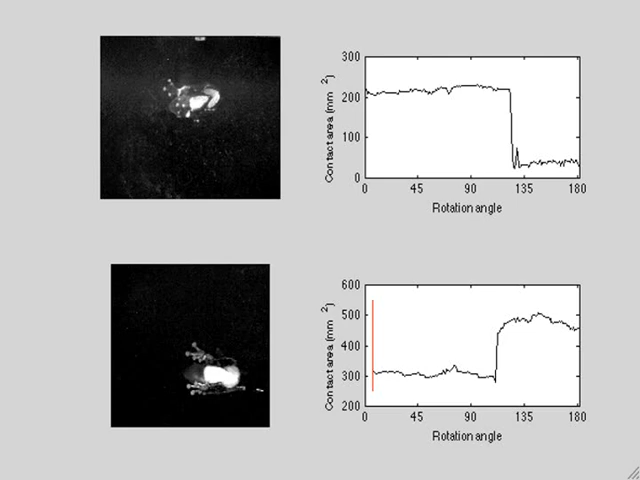 300
200
100
0
Contact area (mm 2)
0 45 90 135 180
Rotation angle
600
500
400
300
200
Contact area (mm 2)
0 45 90 135 180
Rotation angle